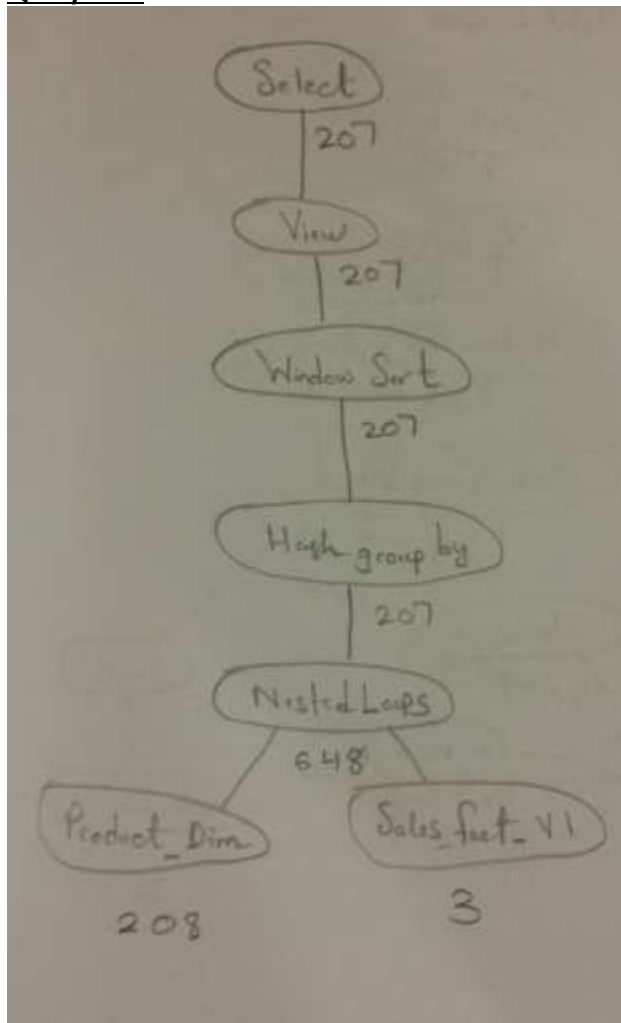 Select
207
View
207
Window Sort
207
Hash group by
207
Nested Loops
648
Product_Dim
Sales_fact_V1
208
3